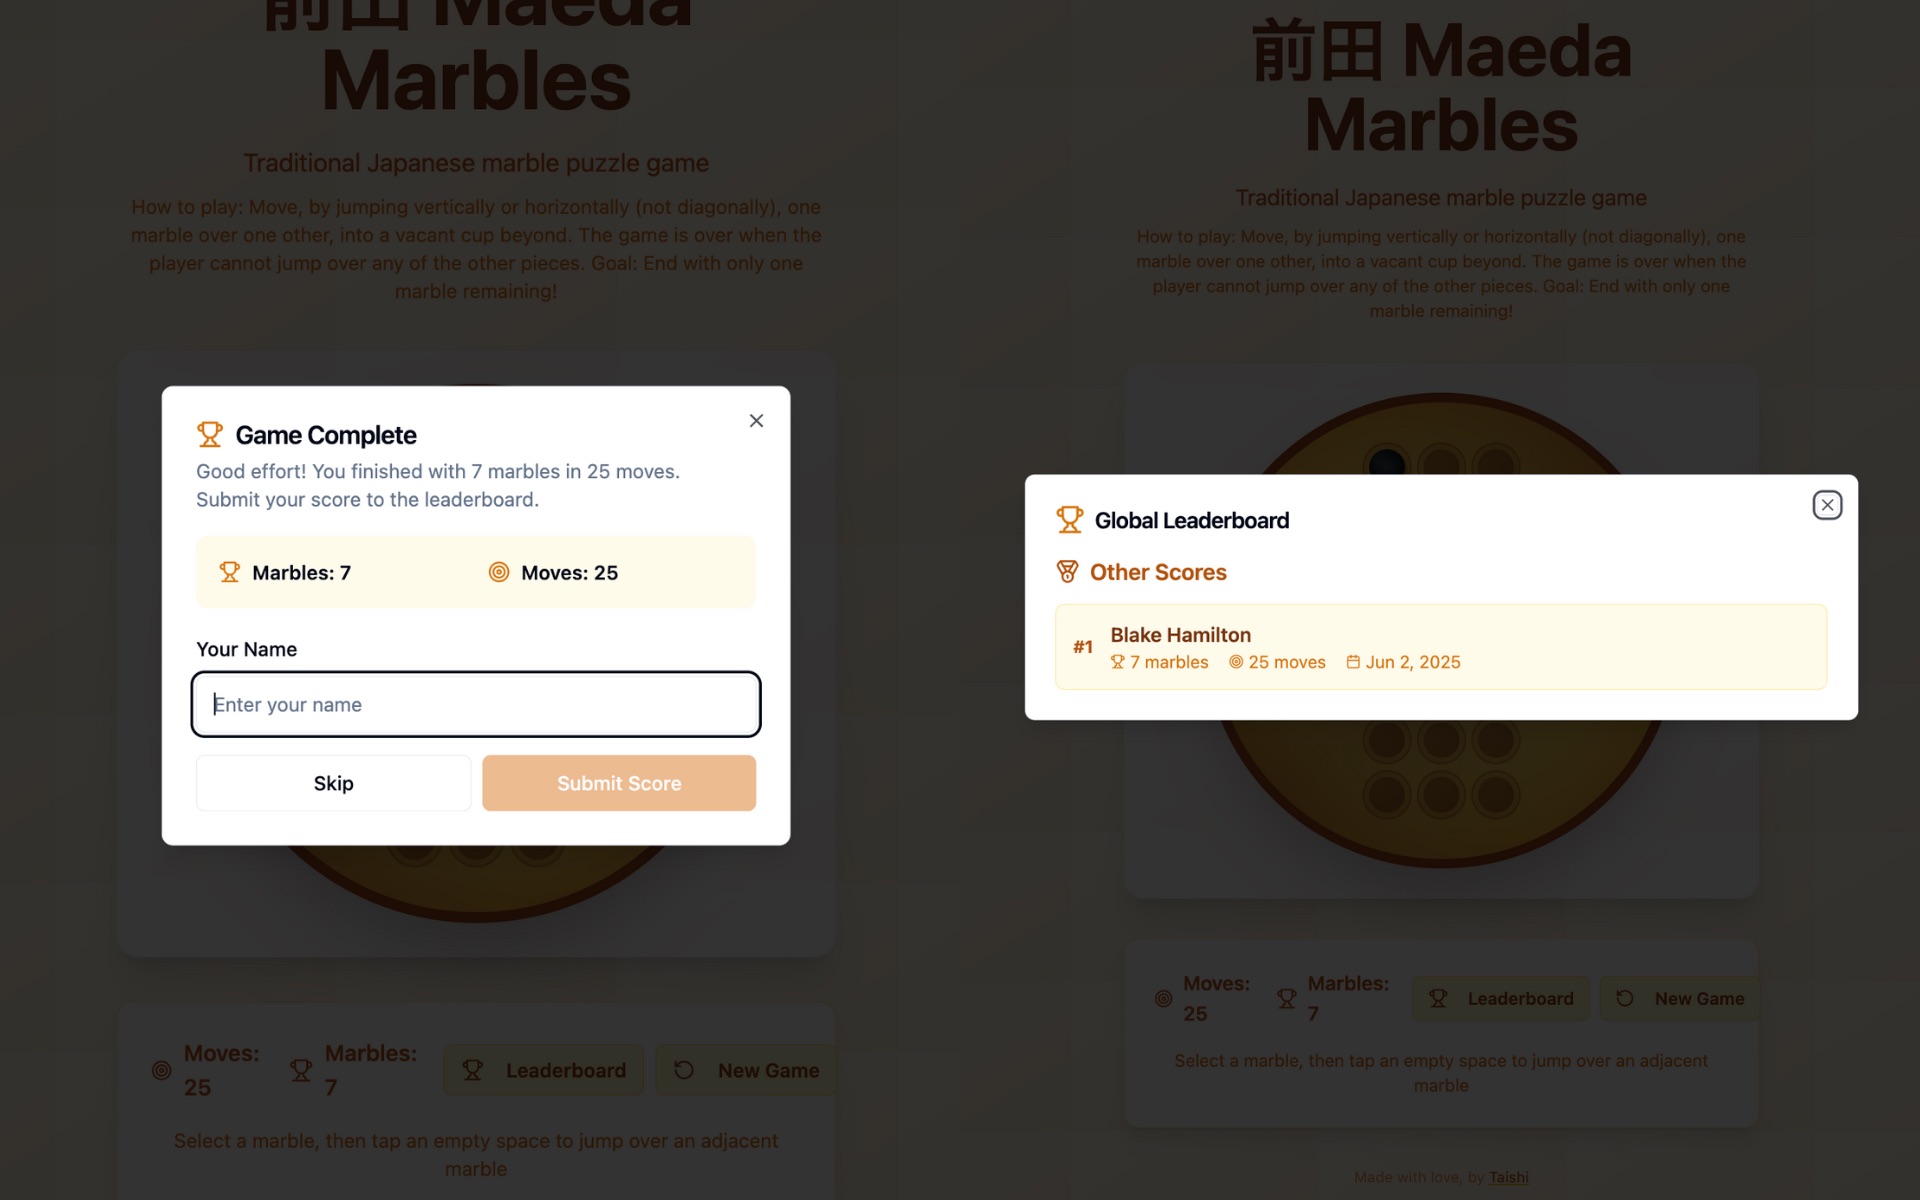 前田 Maeda
Marbles
Traditional Japanese marble puzzle game
How to play: Move, by jumping vertically or horizontally (not diagonally), one
marble over one other, into a vacant cup beyond. The game is over when the
player cannot jump over any of the other pieces. Goal: End with only one
marble remaining!
Game Complete
Good effort! You finished with 7 marbles in 25 moves.
Submit your score to the leaderboard.
Marbles: 7
Moves: 25
Your Name
Enter your name
Skip
Submit Score
Moves:
25
Marbles:
7
Leaderboard
New Game
Select a marble, then tap an empty space to jump over an adjacent
marble
前田 Maeda
Marbles
Traditional Japanese marble puzzle game
How to play: Move, by jumping vertically or horizontally (not diagonally), one
marble over one other, into a vacant cup beyond. The game is over when the
player cannot jump over any of the other pieces. Goal: End with only one
marble remaining!
Global Leaderboard
Other Scores
#1
Blake Hamilton
7 marbles
25 moves
Jun 2, 2025
Moves:
25
Marbles:
7
Leaderboard
New Game
Select a marble, then tap an empty space to jump over an adjacent
marble
Made with love, by Taishi